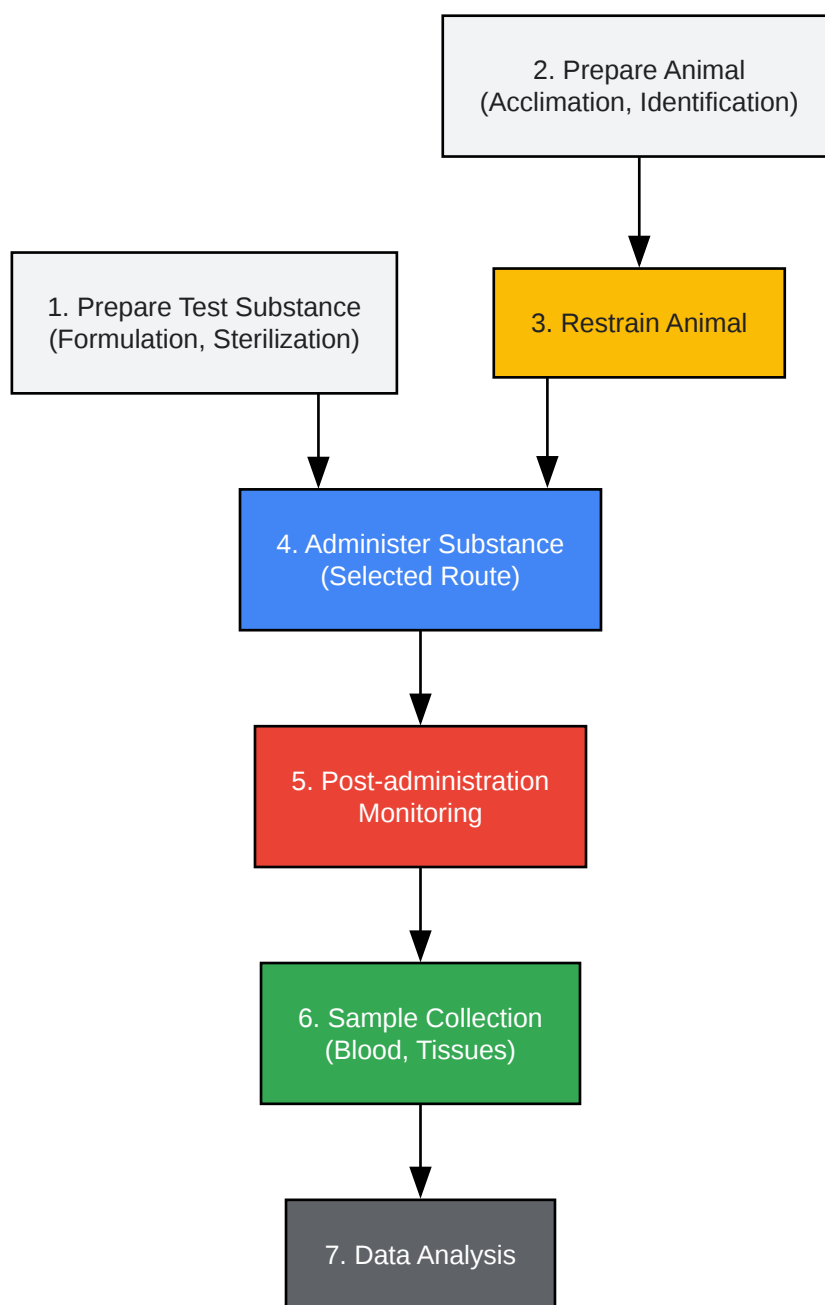 2. Prepare Animal
(Acclimation, Identification)
1. Prepare Test Substance
(Formulation, Sterilization)
3. Restrain Animal
4. Administer Substance
(Selected Route)
5. Post-administration
Monitoring
6. Sample Collection
(Blood, Tissues)
7. Data Analysis